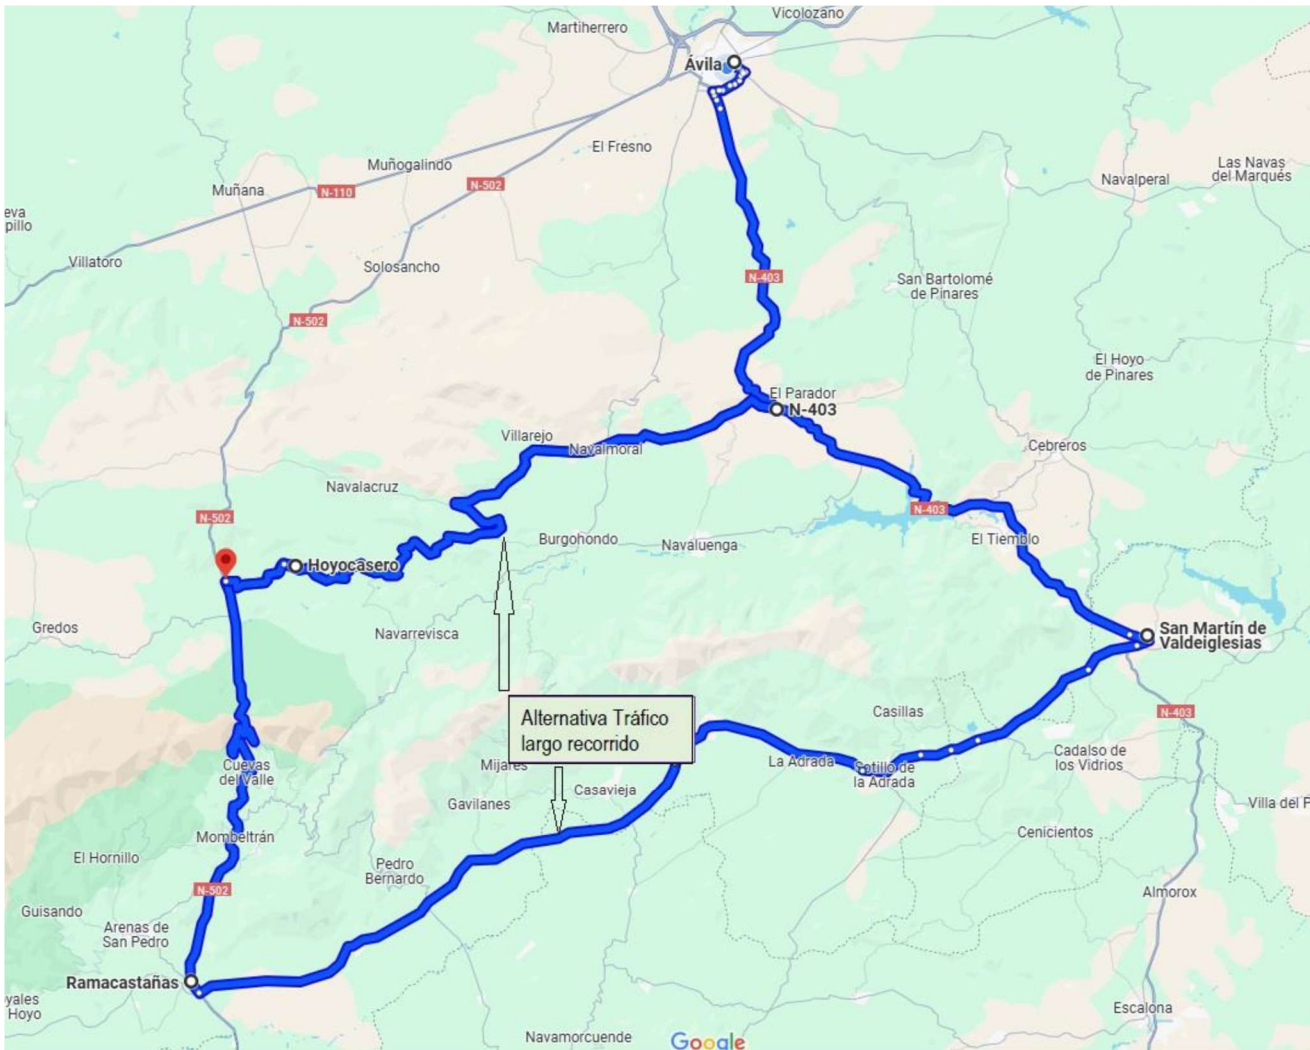 Vicolozano
Martiherrero
Ávila
El Fresno
Muñogalindo
Las Navas
del Marqués
Navalperal
N-502
Muñana
N-110
eva
pillo
Villatoro
Solosancho
N-403
San Bartolomé
de Pinares
N-502
El Hoyo
de Pinares
El Parador
N-403
Villarejo
Navalmoral
Cebreros
Navalacruz
N-502
N-403
Burgohondo
Navaluenga
El Tiemblo
Hoyocasero
Gredos
Navarrevisca
San Martín de
Valdeiglesias
Alternativa Tráfico
largo recorrido
Casillas
N-403
Cuevas
del Valle
Mijares
La Adrada
Sotillo de
la Adrada
Cadalso de
los Vidrios
Casavieja
Gavilanes
Villa del P
Mombeltrán
Cenicientos
El Hornillo
Pedro
Bernardo
N-502
Almorox
Guisando
Arenas de
San Pedro
Ramacastañas
oyales
Hoyo
Escalona
Navamorcuende
Google